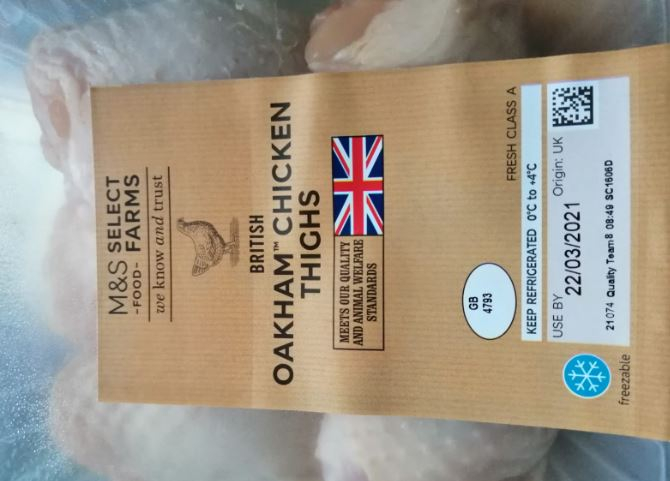 M&S SELECT
-FOOD- FARMS
we know and trust
BRITISH
OAKHAM™ CHICKEN
THIGHS
MEETS OUR QUALITY
AND ANIMAL WELFARE
STANDARDS
GB
4793
FRESH CLASS A
KEEP REFRIGERATED 0°C to +4°C
USE BY
22/03/2021
Origin: UK
21074 Quality Team8 08:49 SC1606D
freezable